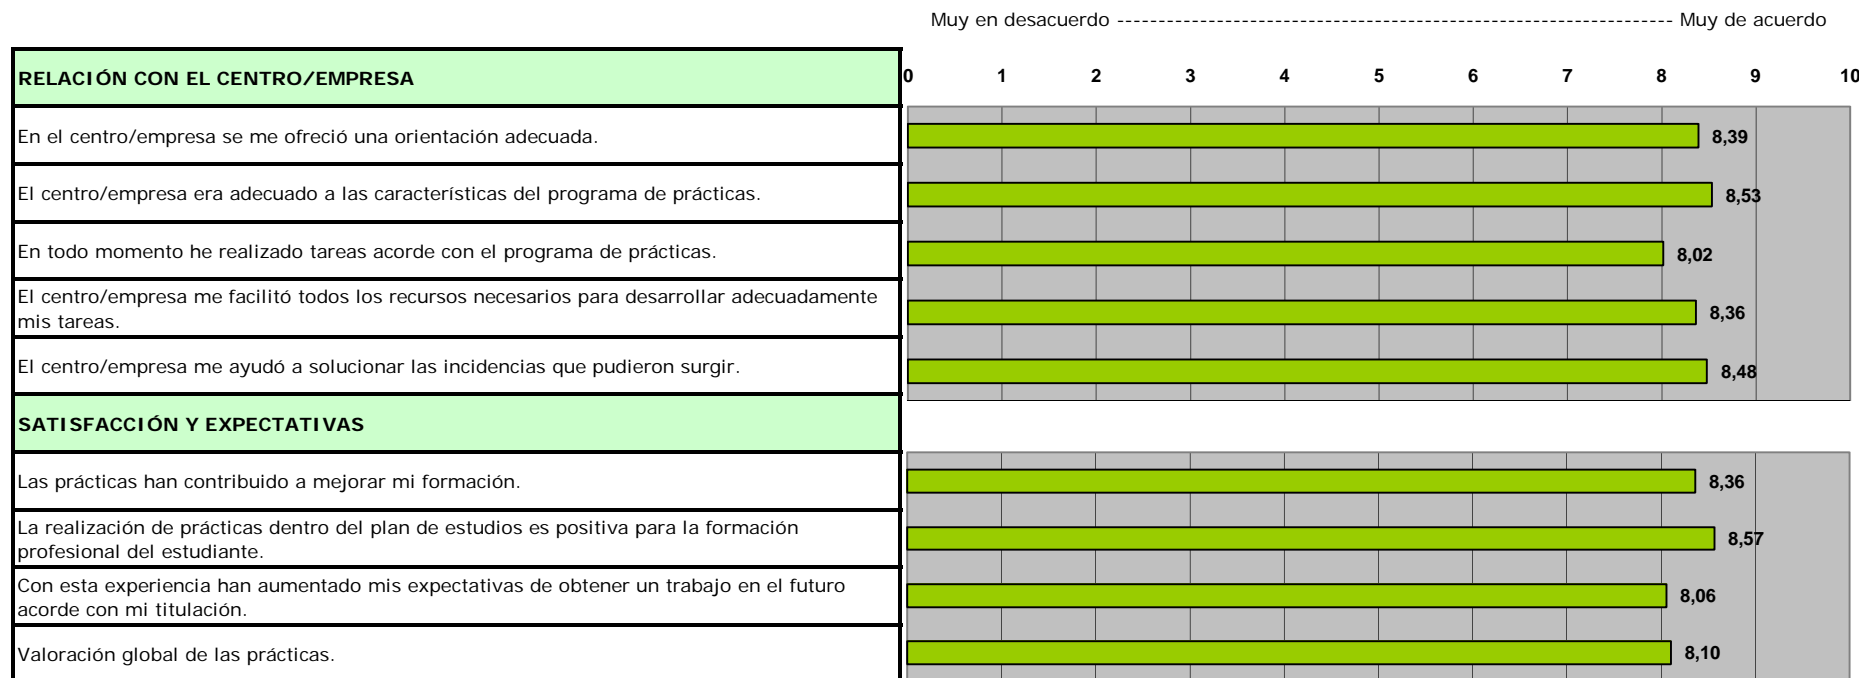 Muy en desacuerdo ------------------------------------------------------------------- Muy de acuerdo
RELACIÓN CON EL CENTRO/EMPRESA
0 1 2 3 4 5 6 7 8 9 10
En el centro/empresa se me ofreció una orientación adecuada.
8,39
El centro/empresa era adecuado a las características del programa de prácticas.
8,53
En todo momento he realizado tareas acorde con el programa de prácticas.
8,02
El centro/empresa me facilitó todos los recursos necesarios para desarrollar adecuadamente
mis tareas.
8,36
El centro/empresa me ayudó a solucionar las incidencias que pudieron surgir.
8,48
SATISFACCIÓN Y EXPECTATIVAS
Las prácticas han contribuido a mejorar mi formación.
8,36
La realización de prácticas dentro del plan de estudios es positiva para la formación
profesional del estudiante.
8,57
Con esta experiencia han aumentado mis expectativas de obtener un trabajo en el futuro
acorde con mi titulación.
8,06
Valoración global de las prácticas.
8,10